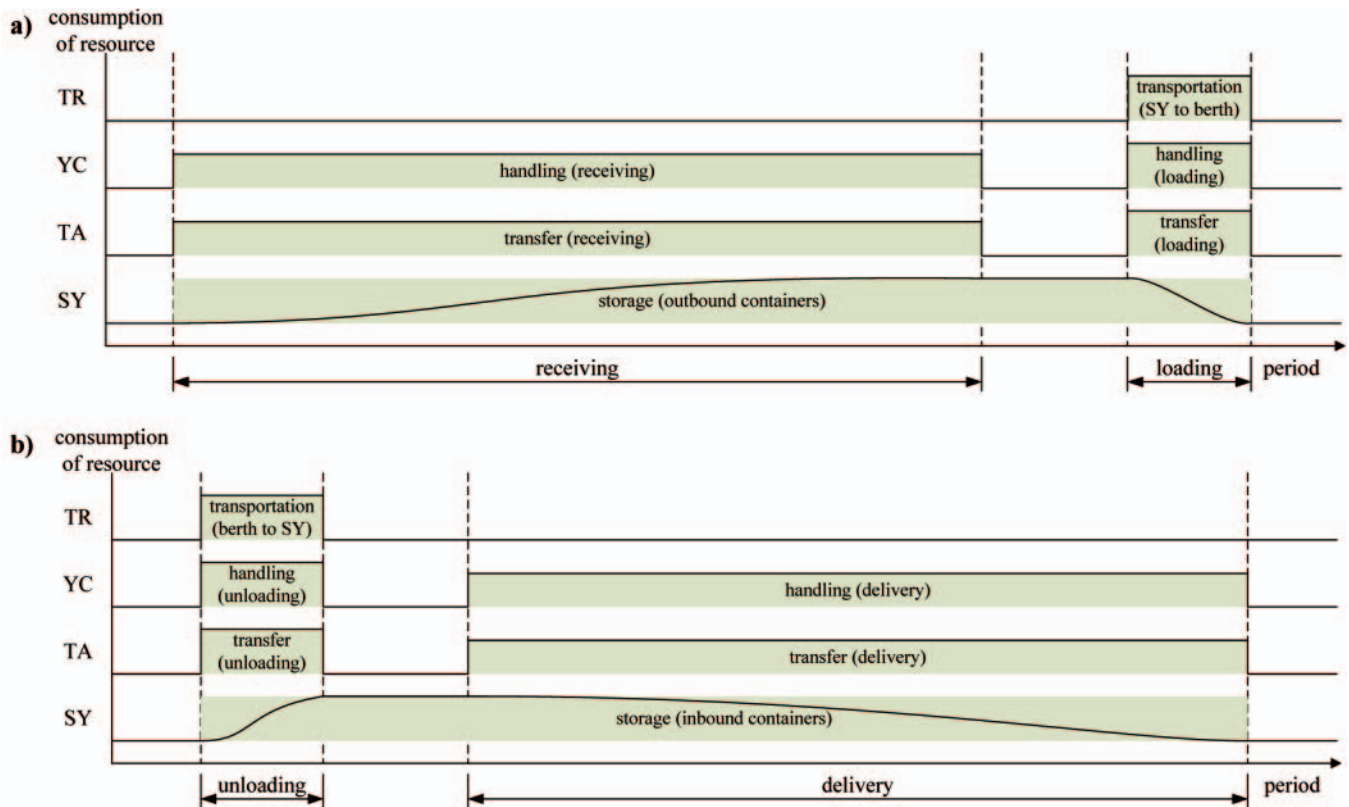 a)
consumption
of resource
TR
transportation
(SY to berth)
YC
handling (receiving)
handling
(loading)
TA
transfer (receiving)
transfer
(loading)
SY
storage (outbound containers)
receiving
loading
period
b)
consumption
of resource
TR
transportation
(berth to SY)
YC
handling
(unloading)
handling (delivery)
TA
transfer
(unloading)
transfer (delivery)
SY
storage (inbound containers)
unloading
delivery
period